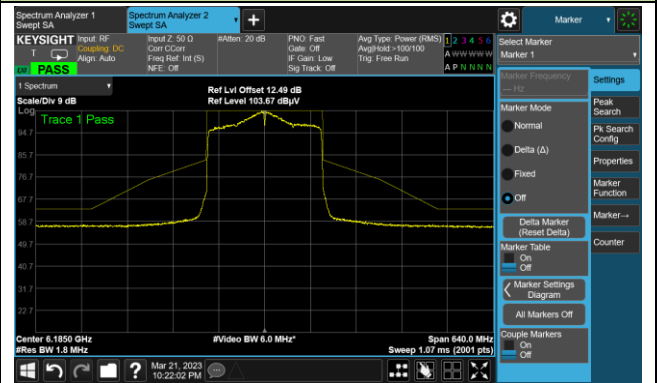 Spectrum Analyzer 1
Swept SA
Spectrum Analyzer 2
Swept SA
Marker
KEYSIGHT
Input: RF
Coupling: DC
Align: Auto
Input Z: 50 Ω
Corr CCorr
Freq Ref: Int (S)
NFE: Off
#Atten: 20 dB
PNO: Fast
Gate: Off
IF Gain: Low
Sig Track: Off
Avg Type: Power (RMS)
Avg|Hold:>100/100
Trig: Free Run
1 2 3 4 5 6
A W W W W W
A P N N N N
PASS
Select Marker
Marker 1
1 Spectrum
Scale/Div 9 dB
Ref Lvl Offset 12.49 dB
Ref Level 103.67 dBµV
Log
Trace 1 Pass
94.7
85.7
76.7
67.7
58.7
49.7
40.7
31.7
22.7
Center 6.1850 GHz
#Res BW 1.8 MHz
#Video BW 6.0 MHz*
Span 640.0 MHz
Sweep 1.07 ms (2001 pts)
Marker Frequency
--- Hz
Marker Mode
Normal
Delta (Δ)
Fixed
Off
Delta Marker
(Reset Delta)
Marker Table
On
Off
Marker Settings
Diagram
All Markers Off
Couple Markers
On
Off
Settings
Peak
Search
Pk Search
Config
Properties
Marker
Function
Marker→
Counter
?
Mar 21, 2023
10:22:02 PM